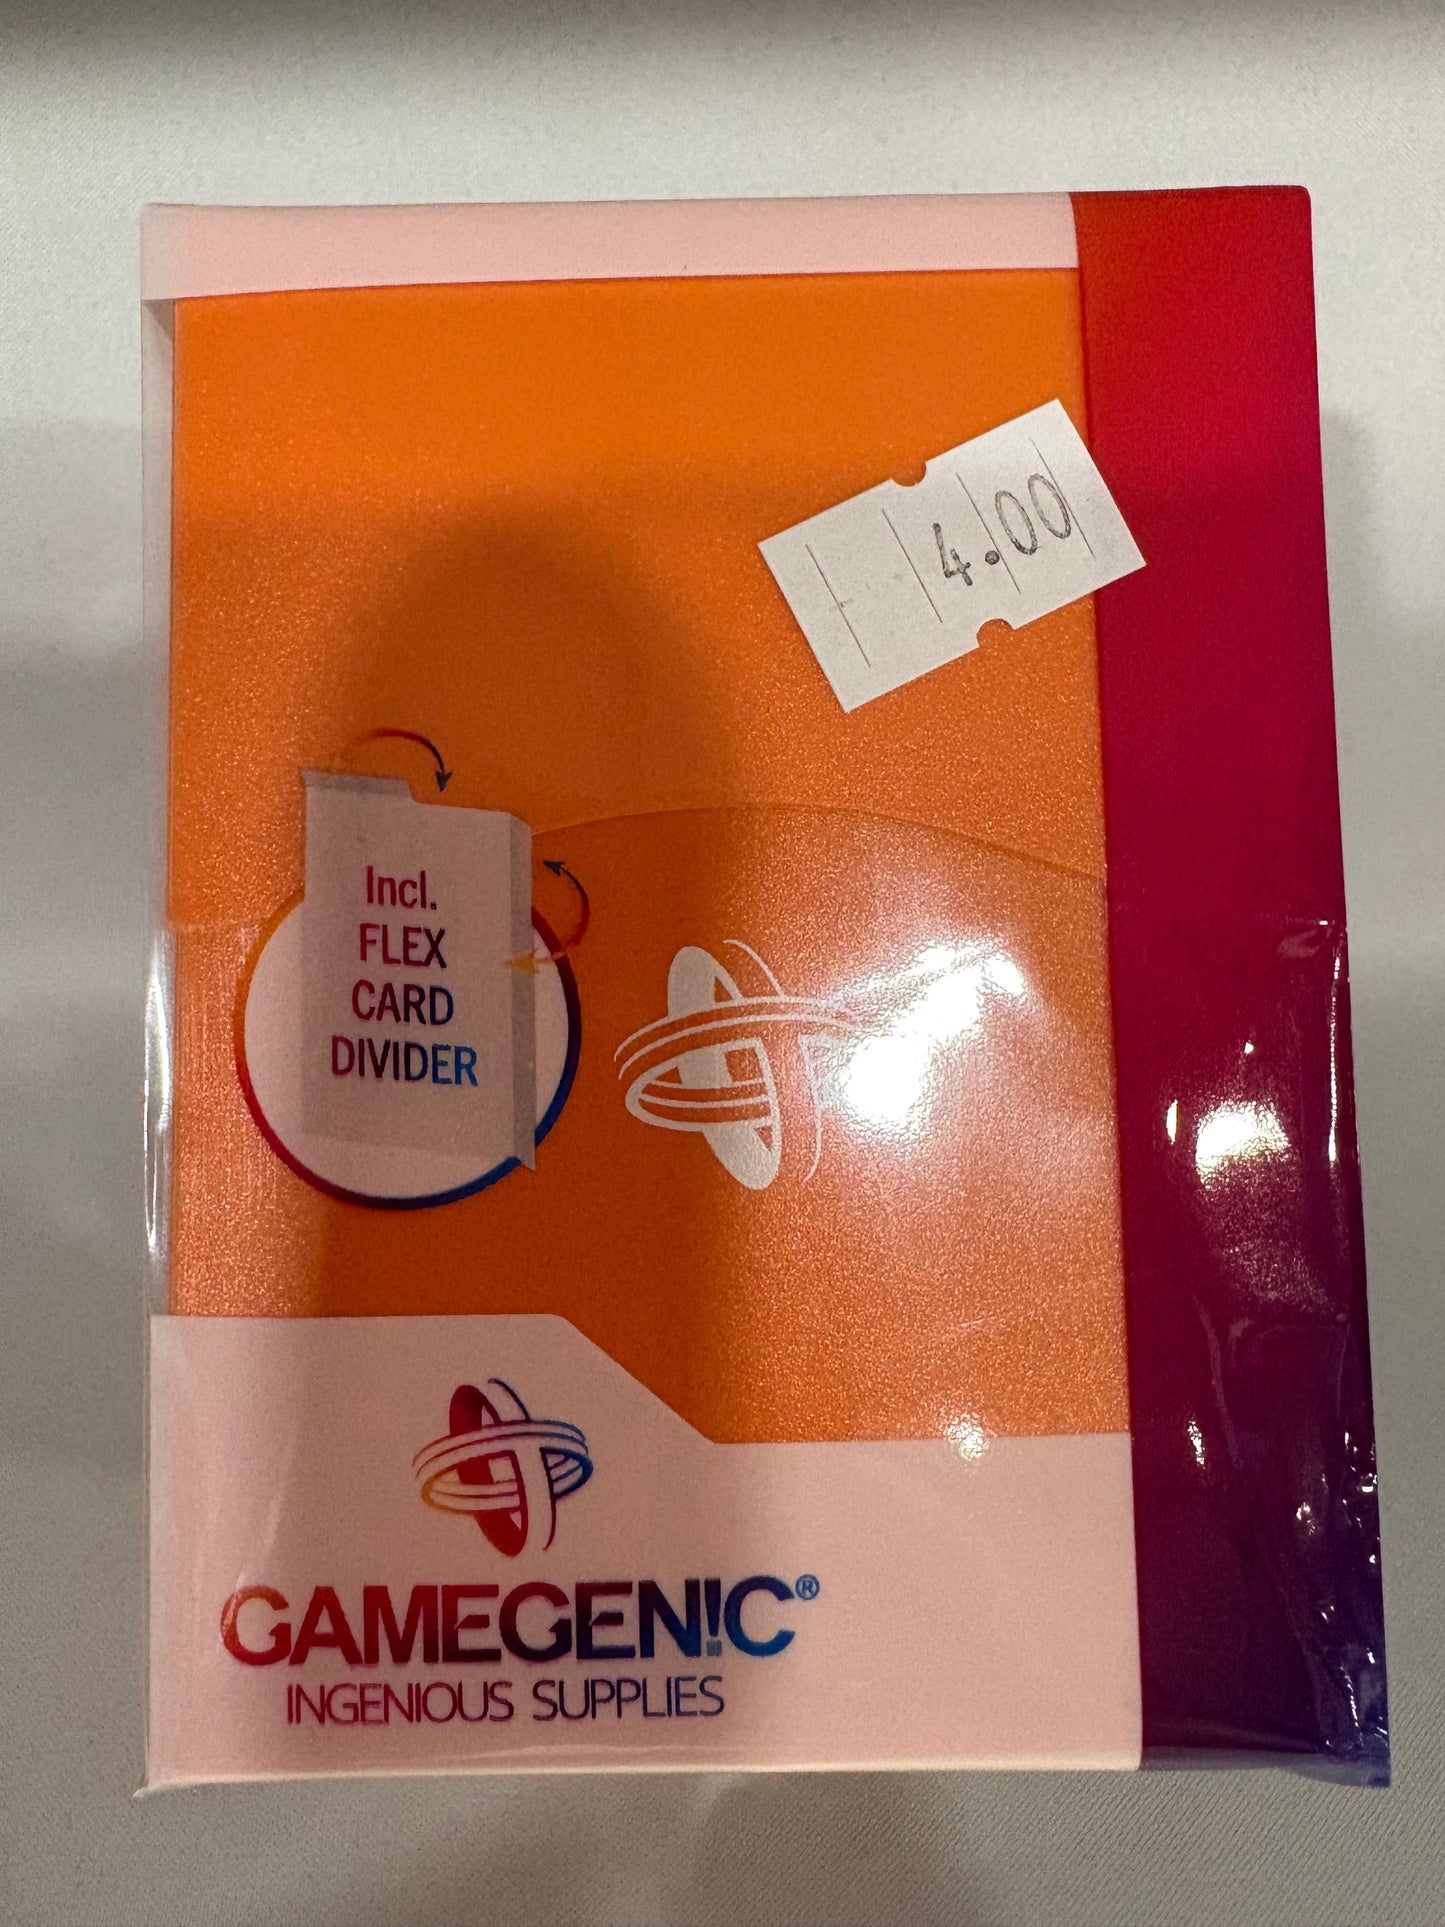 4.00
Incl.
FLEX
CARD
DIVIDER
GAMEGEN!C®
INGENIOUS SUPPLIES